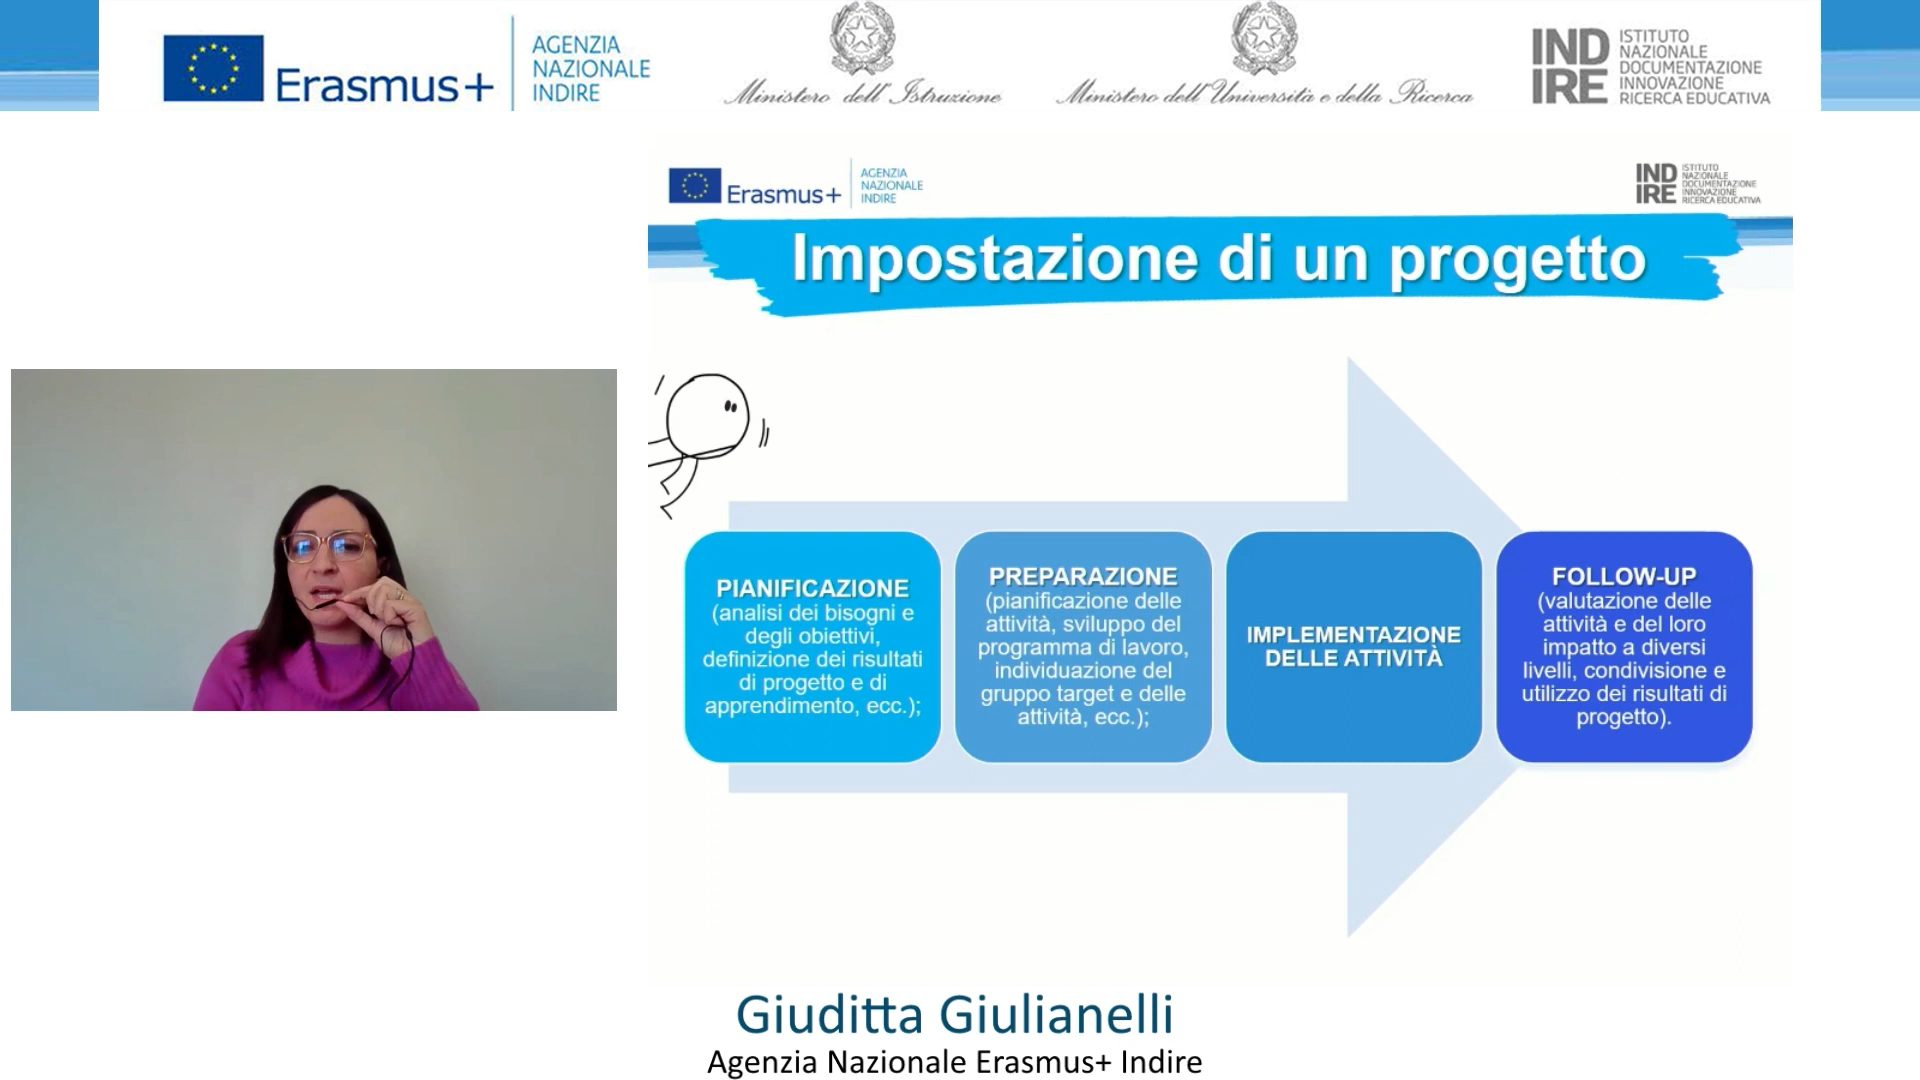 Erasmus+
AGENZIA
NAZIONALE
INDIRE
Ministero dell'Istruzione
Ministero dell'Università e della Ricerca
IND
IRE
ISTITUTO
NAZIONALE
DOCUMENTAZIONE
INNOVAZIONE
RICERCA EDUCATIVA
Erasmus+
AGENZIA
NAZIONALE
INDIRE
IND
IRE
ISTITUTO
NAZIONALE
DOCUMENTAZIONE
INNOVAZIONE
RICERCA EDUCATIVA
Impostazione di un progetto
PIANIFICAZIONE
(analisi dei bisogni e
degli obiettivi,
definizione dei risultati
di progetto e di
apprendimento, ecc.);
PREPARAZIONE
(pianificazione delle
attività, sviluppo del
programma di lavoro,
individuazione del
gruppo target e delle
attività, ecc.);
IMPLEMENTAZIONE
DELLE ATTIVITÀ
FOLLOW-UP
(valutazione delle
attività e del loro
impatto a diversi
livelli, condivisione e
utilizzo dei risultati di
progetto).
Giuditta Giulianelli
Agenzia Nazionale Erasmus+ Indire